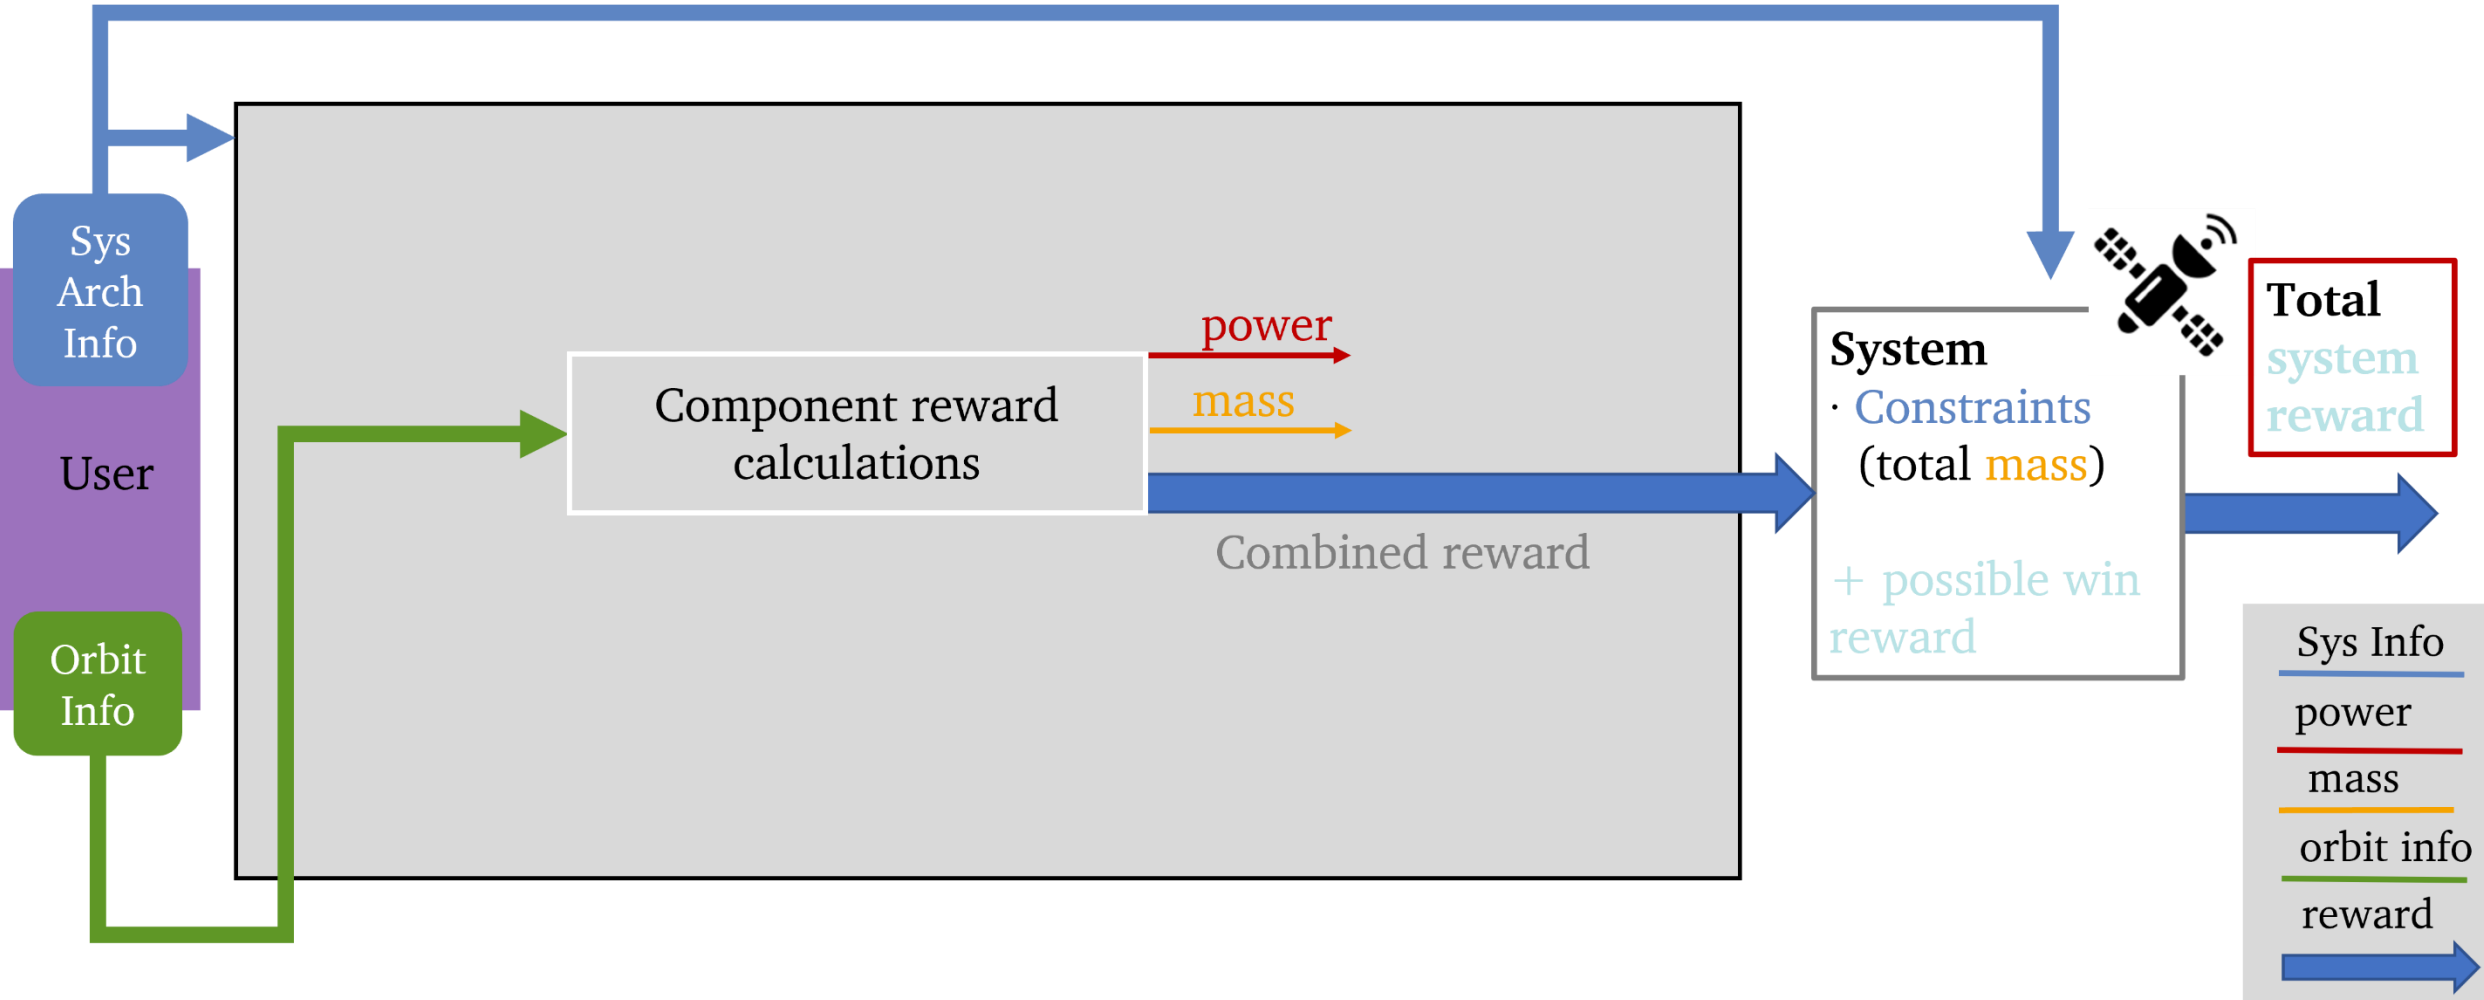 Sys
Arch
Info
User
Orbit
Info
Component reward
calculations
power
mass
Combined reward
System
· Constraints
(total mass)
+ possible win
reward
Total
system
reward
Sys Info
power
mass
orbit info
reward